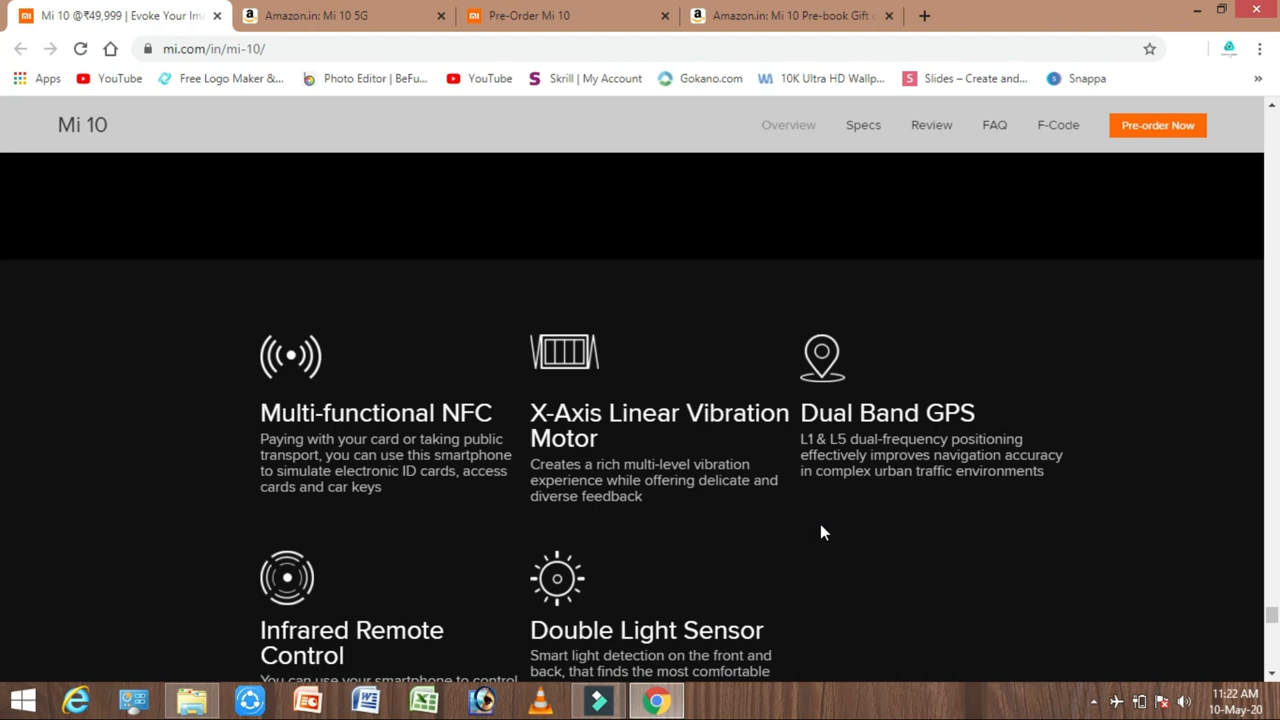 Mi 10 @₹49,999 | Evoke Your Im
Amazon.in: Mi 10 5G
Pre-Order Mi 10
Amazon.in: Mi 10 Pre-book Gift
mi.com/in/mi-10/
Apps
YouTube
Free Logo Maker &...
Photo Editor | BeFu...
YouTube
Skrill | My Account
Gokano.com
10K Ultra HD Wallp...
Slides – Create and...
Snappa
Mi 10
Overview
Specs
Review
FAQ
F-Code
Pre-order Now
Multi-functional NFC
Paying with your card or taking public
transport, you can use this smartphone
to simulate electronic ID cards, access
cards and car keys
X-Axis Linear Vibration
Motor
Creates a rich multi-level vibration
experience while offering delicate and
diverse feedback
Dual Band GPS
L1 & L5 dual-frequency positioning
effectively improves navigation accuracy
in complex urban traffic environments
Infrared Remote
Control
You can use your smartphone to control
Double Light Sensor
Smart light detection on the front and
back, that finds the most comfortable
11:22 AM
10-May-20